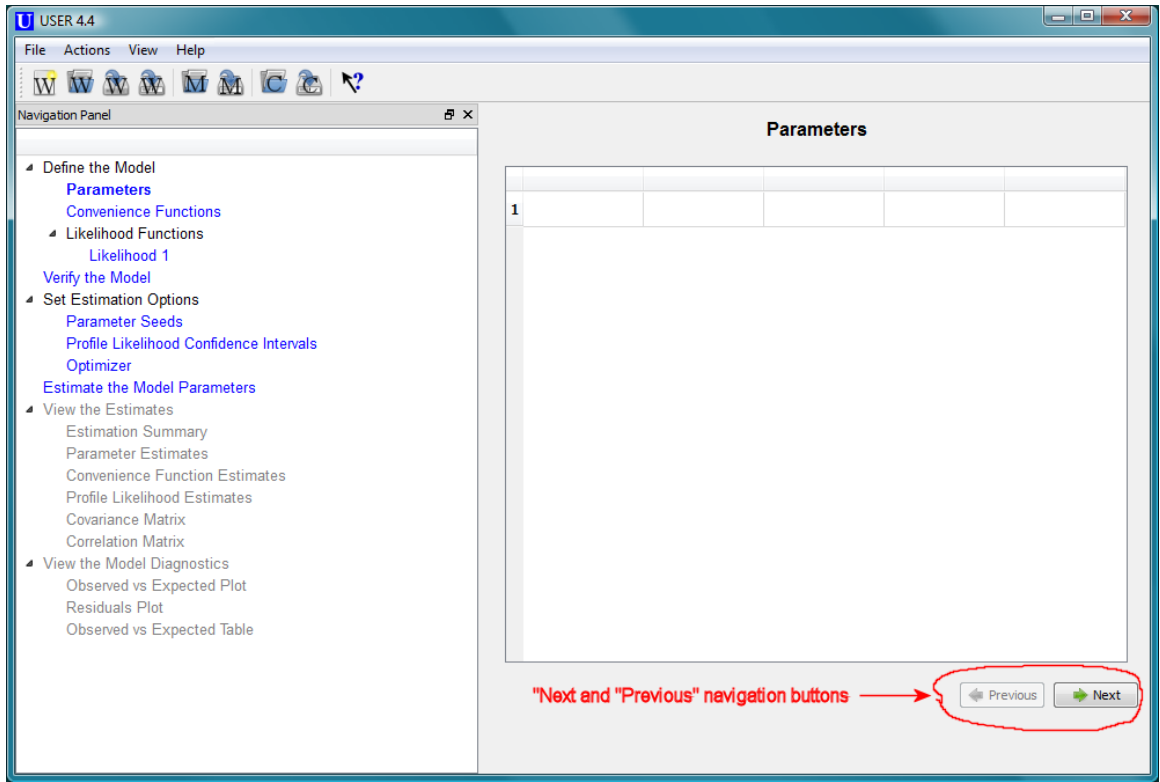 U USER 4.4
File Actions View Help
W W W W M M C C ?
Navigation Panel
Parameters
Define the Model
Parameters
Convenience Functions
Likelihood Functions
Likelihood 1
Verify the Model
Set Estimation Options
Parameter Seeds
Profile Likelihood Confidence Intervals
Optimizer
Estimate the Model Parameters
View the Estimates
Estimation Summary
Parameter Estimates
Convenience Function Estimates
Profile Likelihood Estimates
Covariance Matrix
Correlation Matrix
View the Model Diagnostics
Observed vs Expected Plot
Residuals Plot
Observed vs Expected Table
1
"Next and "Previous" navigation buttons
Previous Next